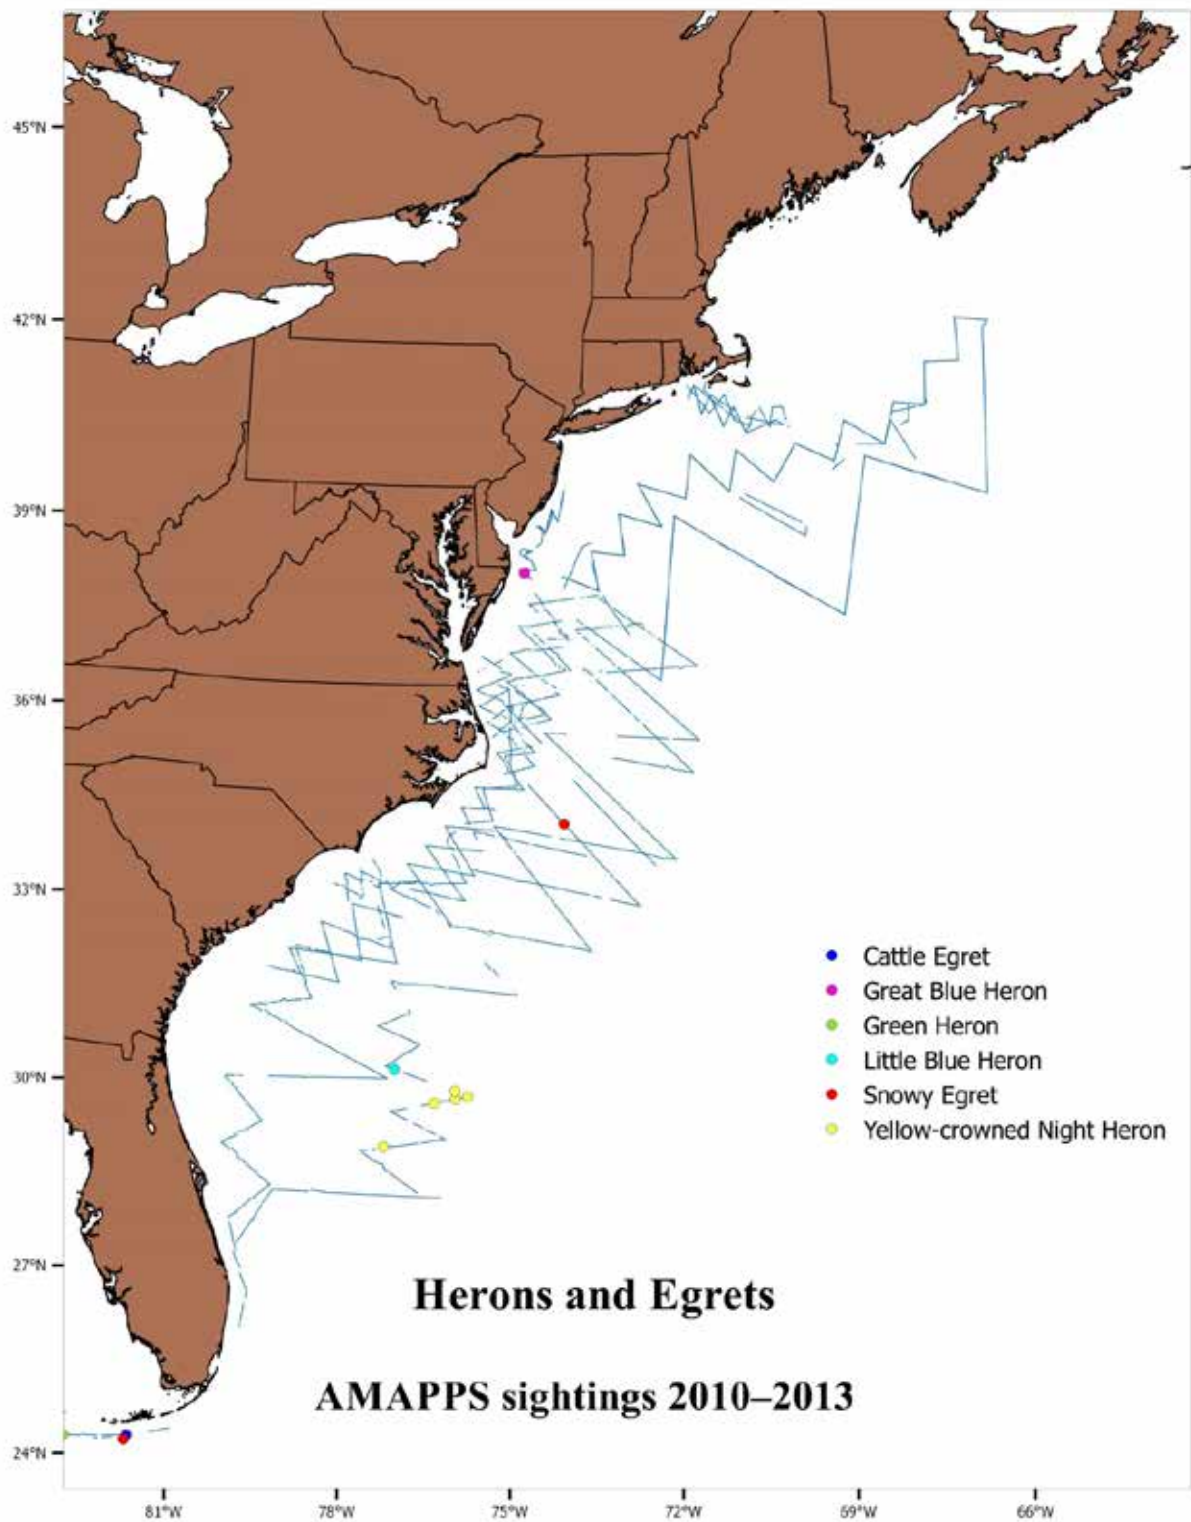 45°N
42°N
39°N
36°N
33°N
30°N
27°N
24°N
Cattle Egret
Great Blue Heron
Green Heron
Little Blue Heron
Snowy Egret
Yellow-crowned Night Heron
Herons and Egrets
AMAPPS sightings 2010–2013
81°W 78°W 75°W 72°W 69°W 66°W